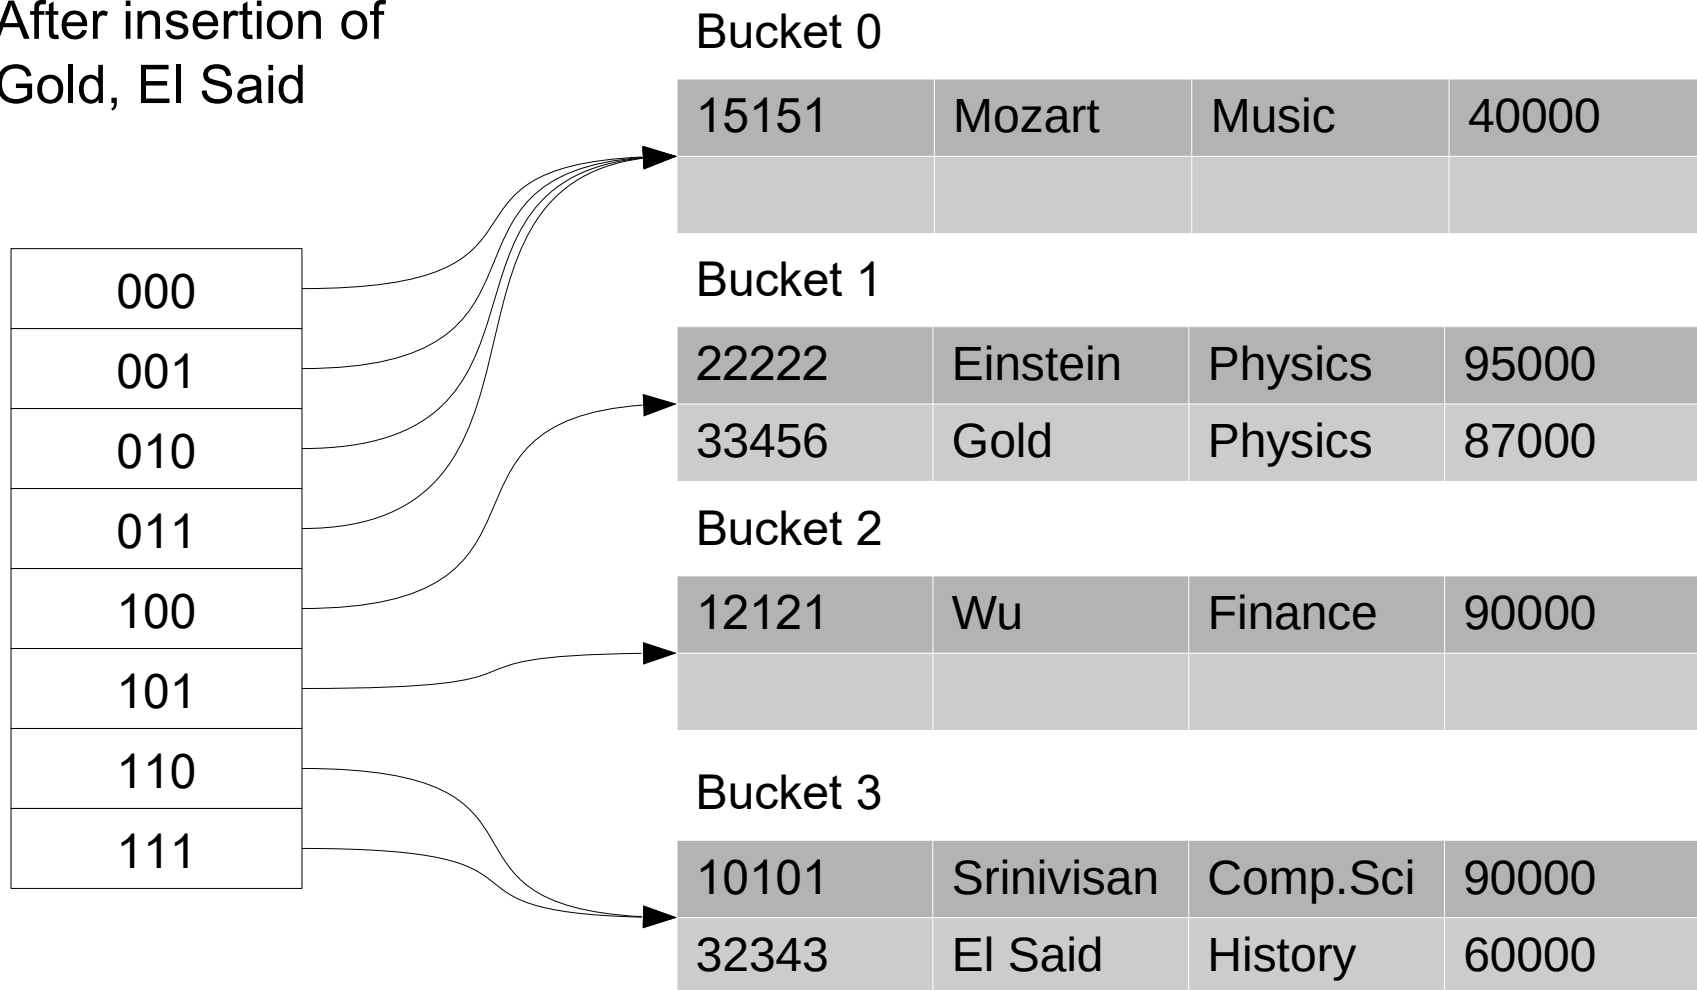 After insertion of
Gold, El Said
000
001
010
011
100
101
110
111
Bucket 0
15151 Mozart Music 40000
Bucket 1
22222 Einstein Physics 95000
33456 Gold Physics 87000
Bucket 2
12121 Wu Finance 90000
Bucket 3
10101 Srinivisan Comp.Sci 90000
32343 El Said History 60000